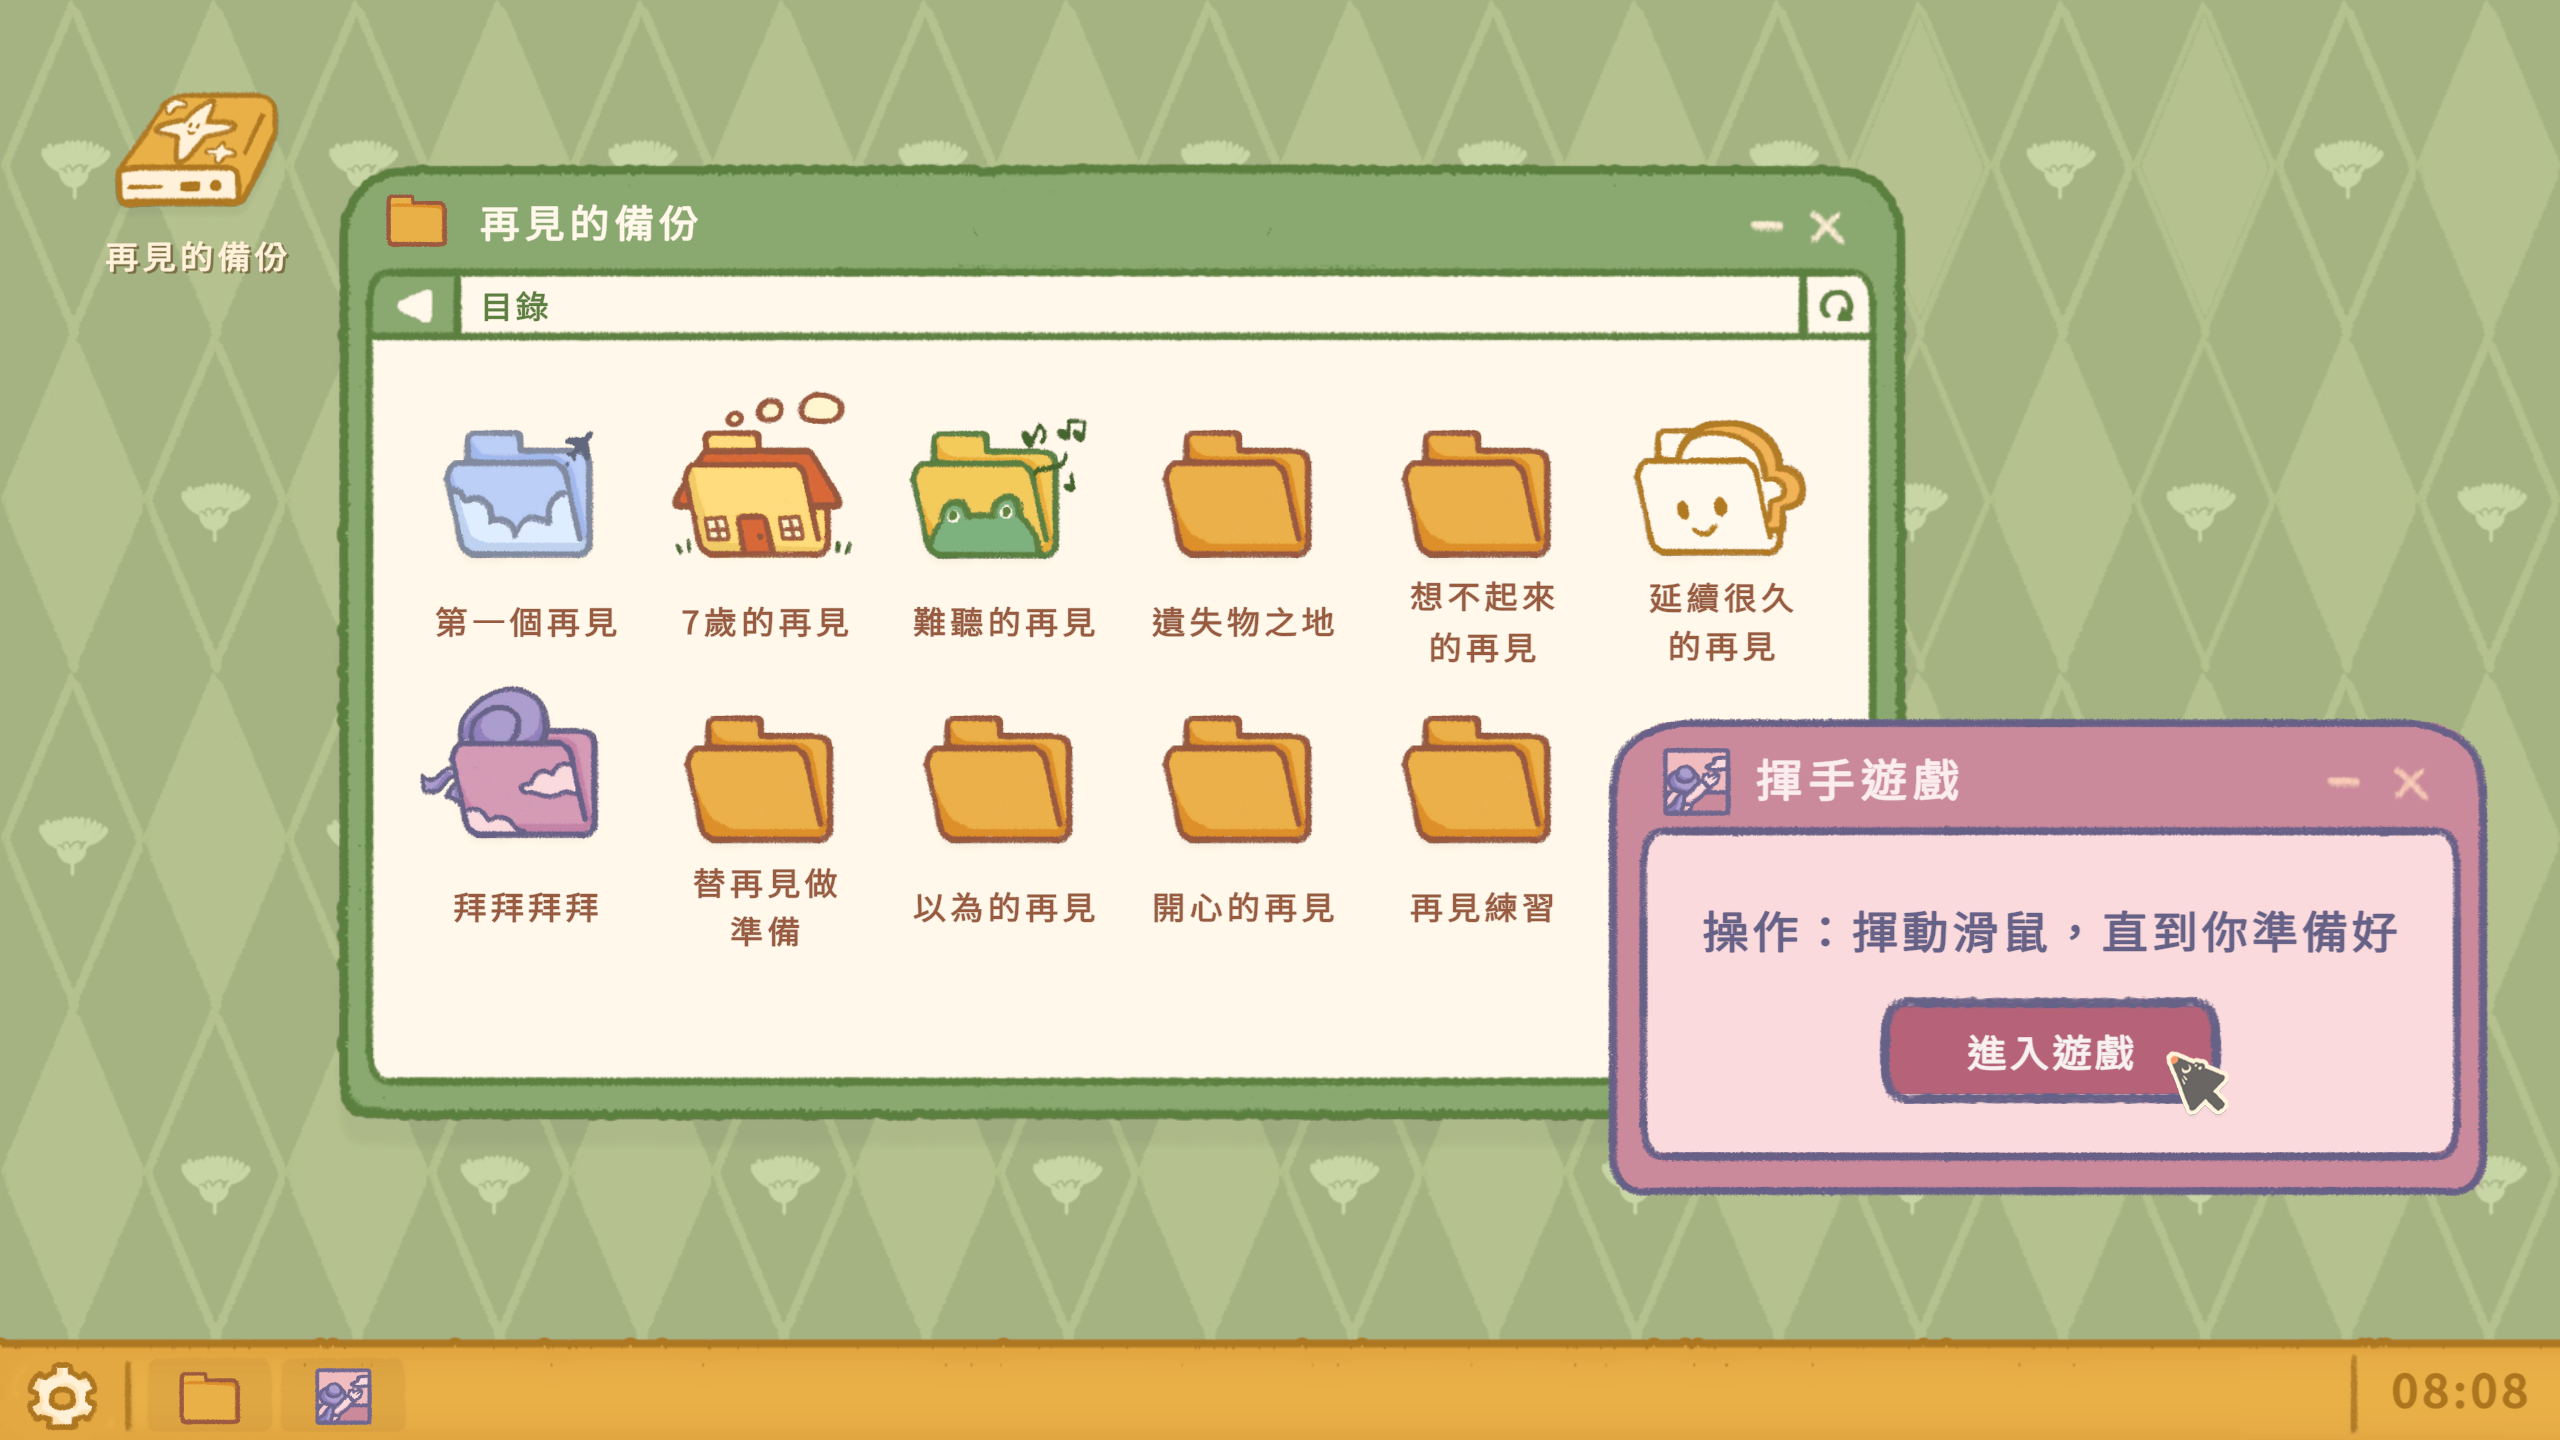 再見的備份
再見的備份
目錄
第一個再見
7歲的再見
難聽的再見
遺失物之地
想不起來
的再見
延續很久
的再見
拜拜拜拜
替再見做
準備
以為的再見
開心的再見
再見練習
揮手遊戲
操作：揮動滑鼠，直到你準備好
進入遊戲
08:08